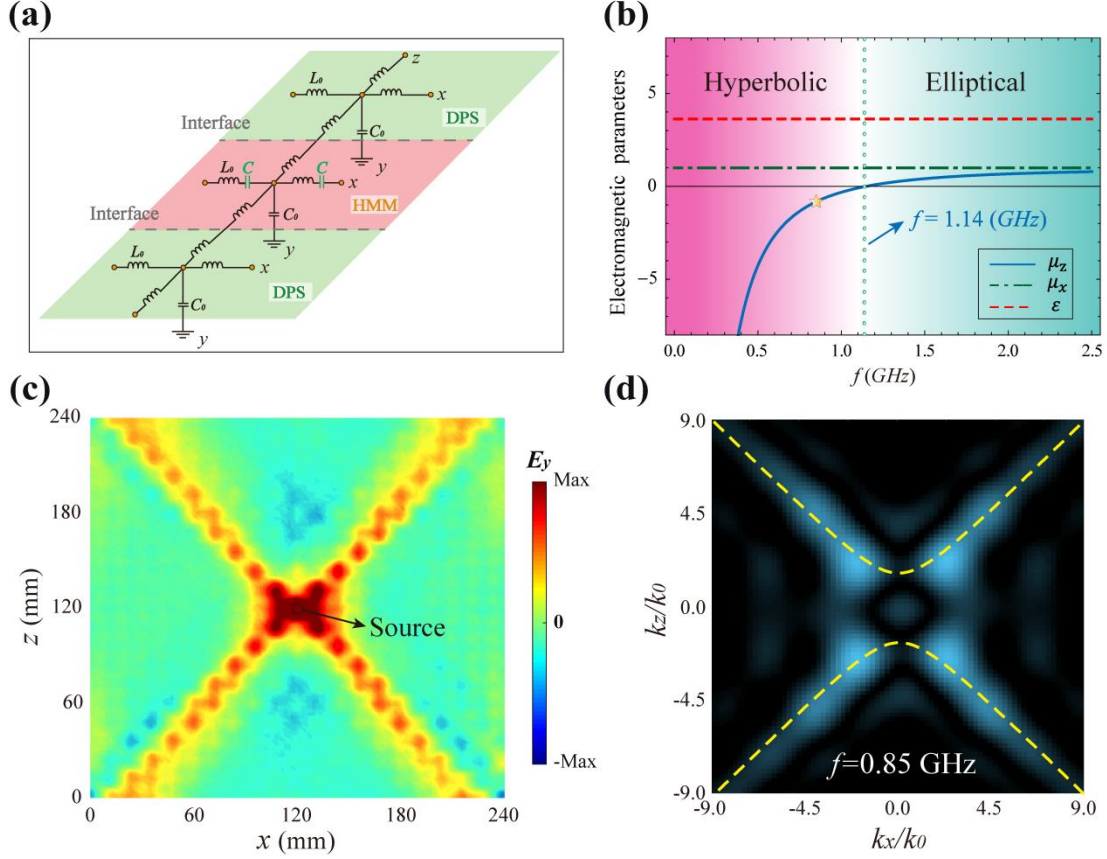 (a)
z
L₀
x
DPS
Interface
C₀
y
L₀
C
C
x
HMM
Interface
C₀
y
x
L₀
DPS
C₀
y
(b)
Electromagnetic parameters
5
0
-5
Hyperbolic
Elliptical
f = 1.14 (GHz)
μz
μx
ε
0.0 0.5 1.0 1.5 2.0 2.5
f (GHz)
(c)
240
180
120
60
0
z (mm)
Source
0 60 120 180 240
x (mm)
Ey
Max
0
-Max
(d)
9.0
4.5
0.0
-4.5
-9.0
kz/k0
f=0.85 GHz
-9.0 -4.5 0.0 4.5 9.0
kx/k0